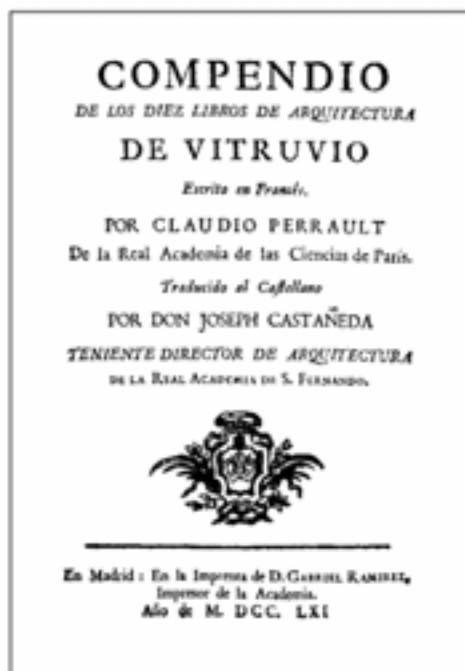 COMPENDIO
DE LOS DIEZ LIBROS DE ARQUITECTURA
DE VITRUVIO
Escrito en Francés.
POR CLAUDIO PERRAULT
De la Real Academia de las Ciencias de Paris.
Traducido al Castellano
POR DON JOSEPH CASTAÑEDA
TENIENTE DIRECTOR DE ARQUITECTURA
DE LA REAL ACADEMIA DE S. FERNANDO.
En Madrid: En la Imprenta de D. GABRIEL RAMIREZ,
Impresor de la Academia.
Año de M. DCC. LXI